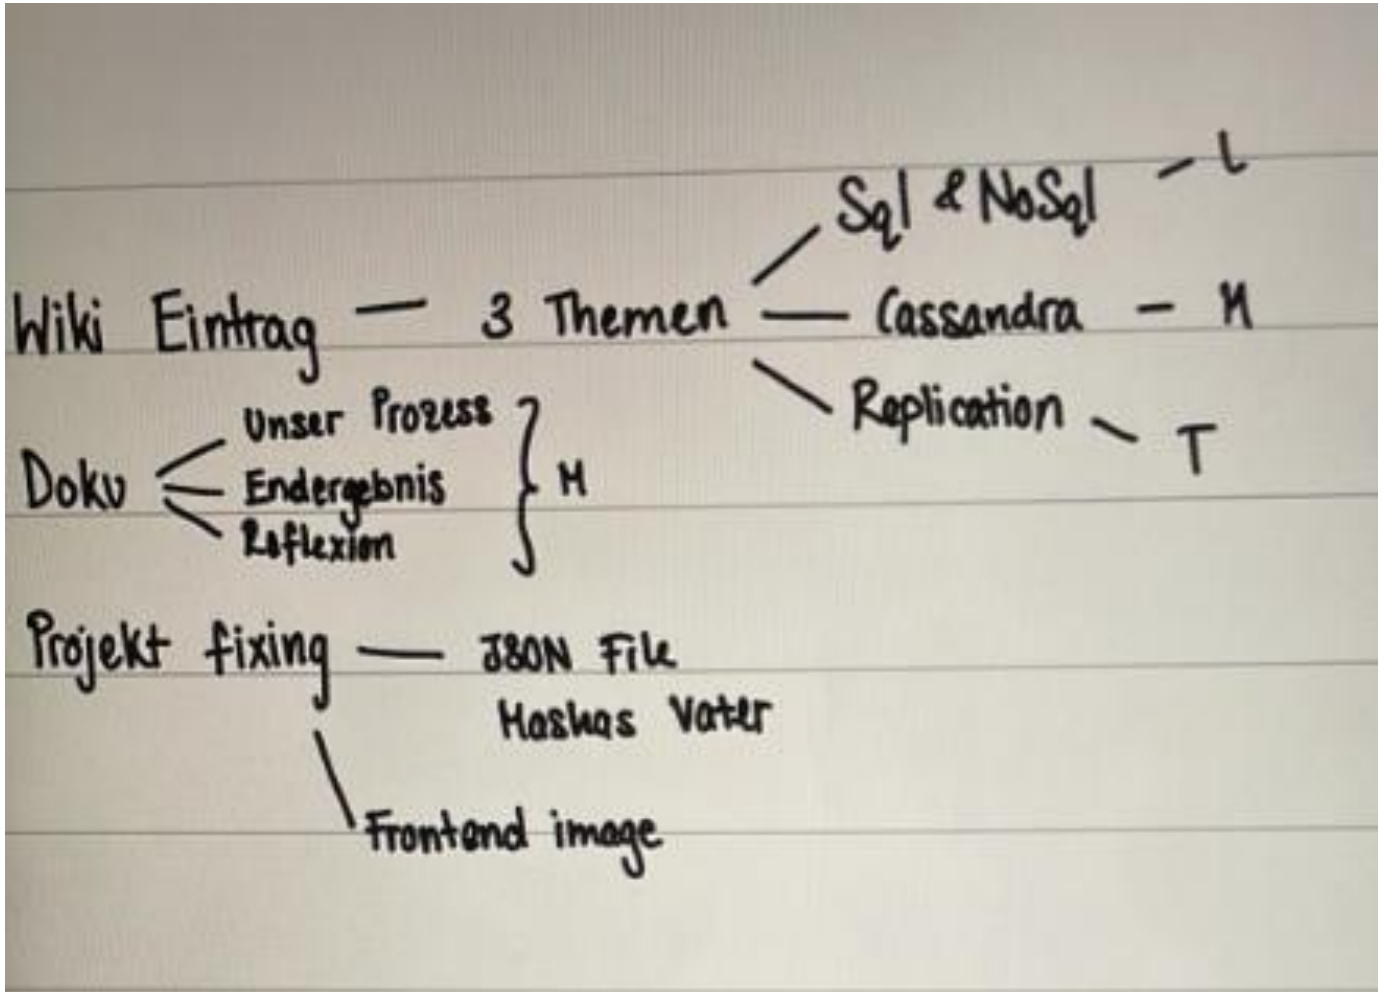 Sql & NoSql – L
Wiki Eintrag – 3 Themen – Cassandra – M
Replication – T
Doku
Unser Prozess
Endergebnis } M
Reflexion
Projekt fixing – JSON File
Mashas Vater
Frontend image